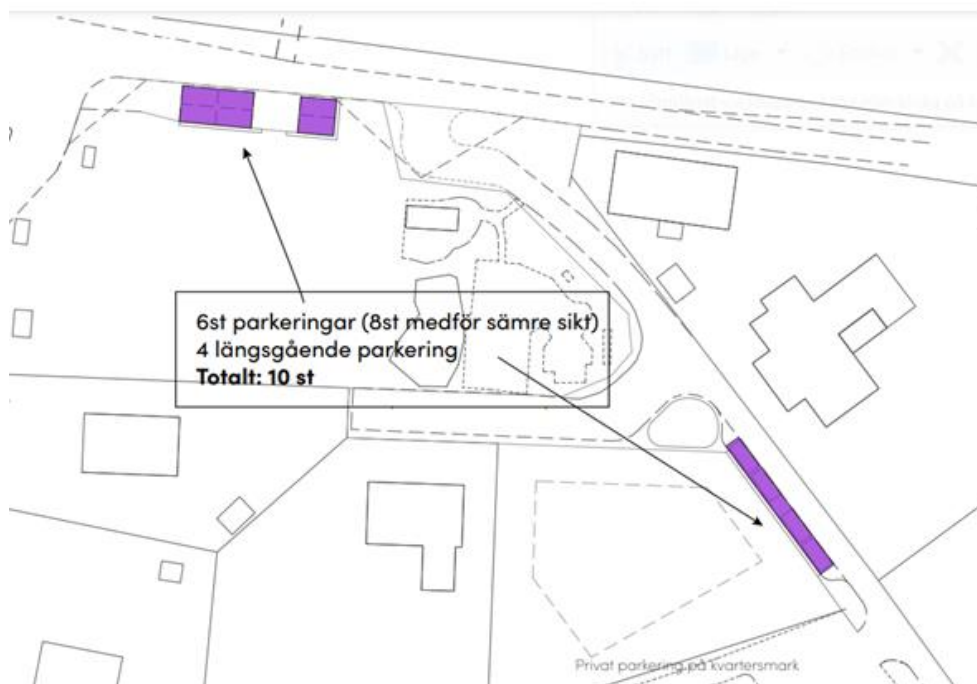 6st parkeringar (8st medför sämre sikt)
4 längsgående parkering
Totalt: 10 st
Privat parkering på kvartersmark